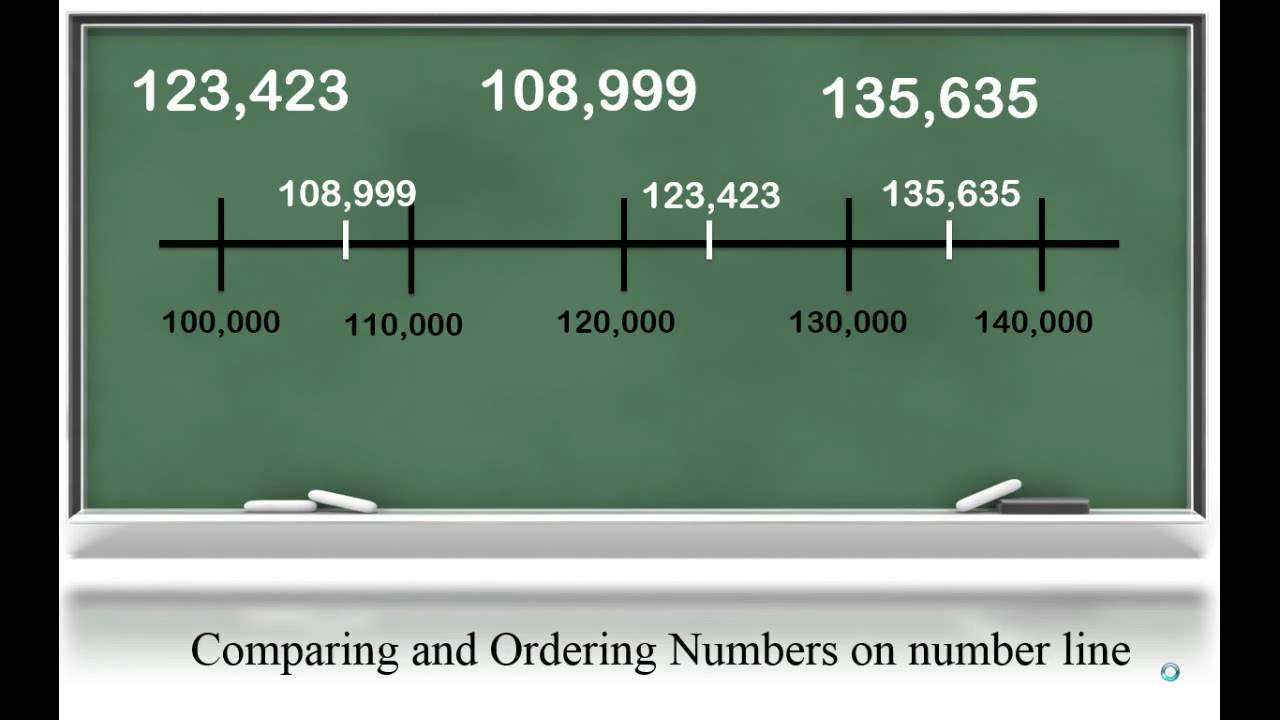 123,423 108,999 135,635
108,999 123,423 135,635
100,000 110,000 120,000 130,000 140,000
Comparing and Ordering Numbers on number line